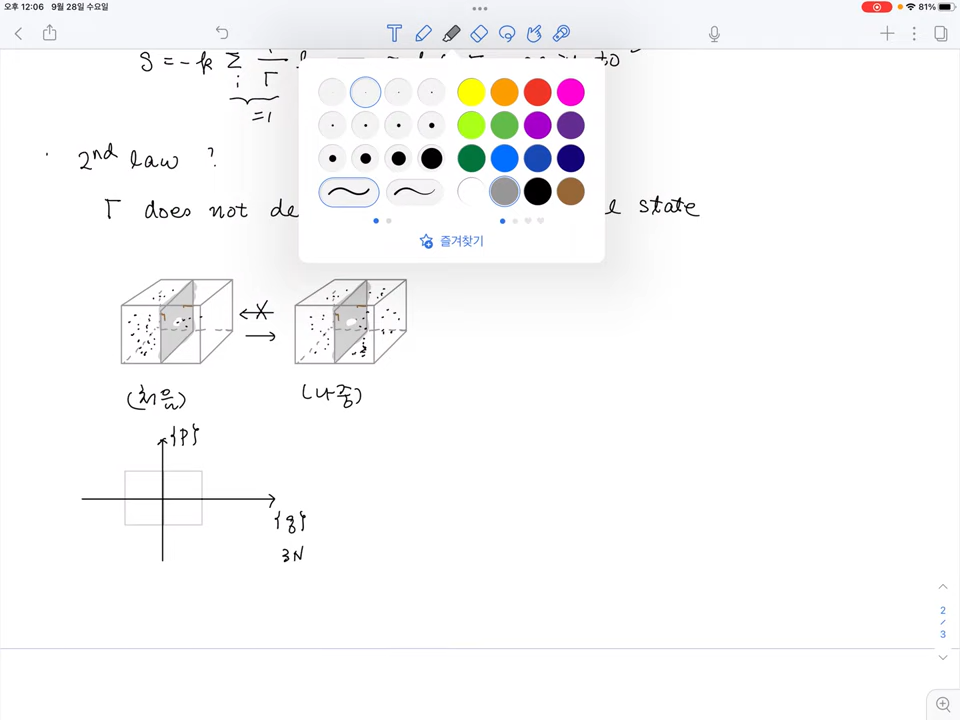 오후 12:06 9월 28일 수요일
81%
S = -k Σ 1/Γ
i
=1
2nd law ?
Γ does not de
state
(처음)
(나중)
{p}
{q}
3N
즐겨찾기
2
/
3